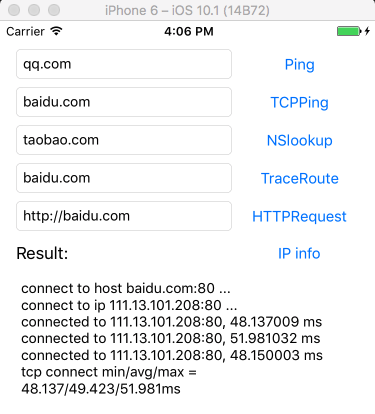 iPhone 6 – iOS 10.1 (14B72)
Carrier 4:06 PM
qq.com Ping
baidu.com TCPPing
taobao.com NSlookup
baidu.com TraceRoute
http://baidu.com HTTPRequest
Result: IP info
connect to host baidu.com:80 ...
connect to ip 111.13.101.208:80 ...
connected to 111.13.101.208:80, 48.137009 ms
connected to 111.13.101.208:80, 51.981032 ms
connected to 111.13.101.208:80, 48.150003 ms
tcp connect min/avg/max =
48.137/49.423/51.981ms